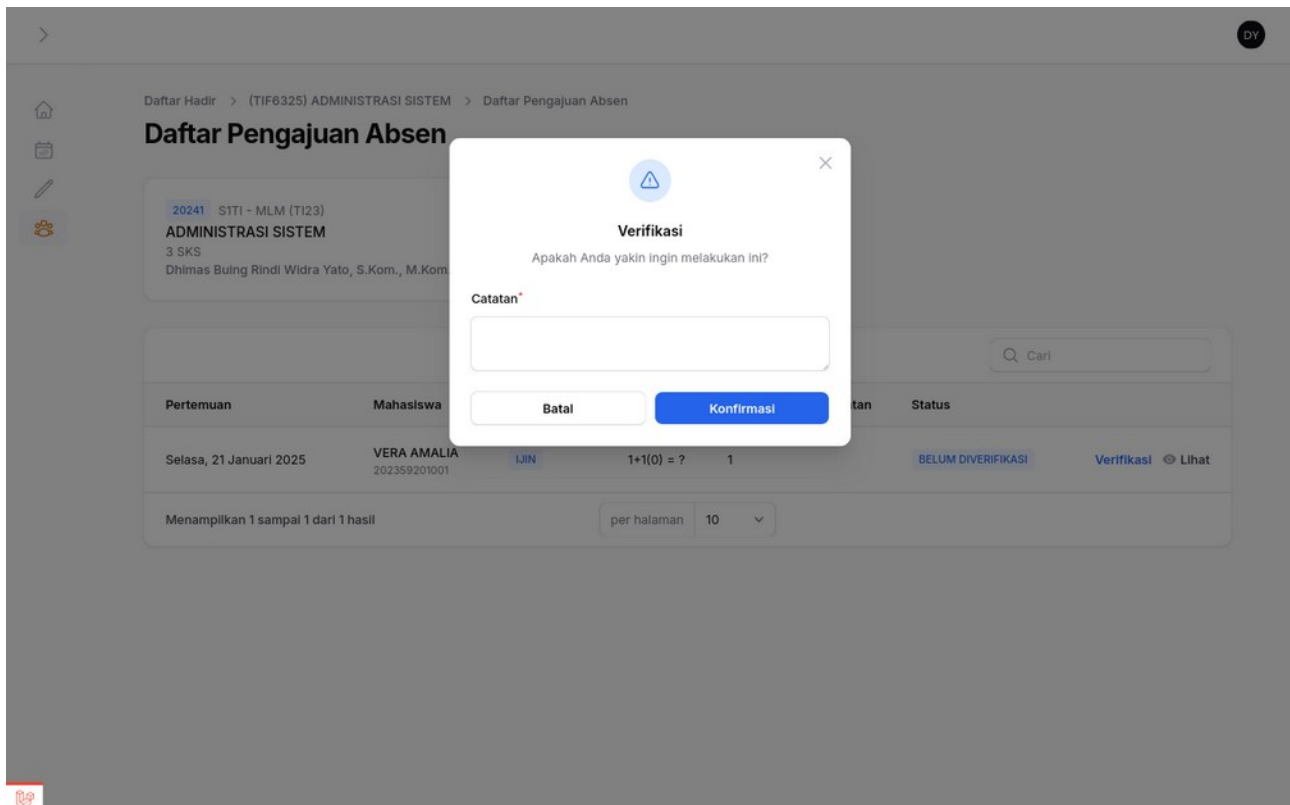 DY
Daftar Hadir > (TIF6325) ADMINISTRASI SISTEM > Daftar Pengajuan Absen
Daftar Pengajuan Absen
20241 S1TI - MLM (TI23)
ADMINISTRASI SISTEM
3 SKS
Dhimas Buing Rindi Widra Yato, S.Kom., M.Kom.
Verifikasi
Apakah Anda yakin ingin melakukan ini?
Catatan*
Batal Konfirmasi
Cari
Pertemuan Mahasiswa tan Status
Selasa, 21 Januari 2025 VERA AMALIA IJIN 1+1(0) = ? 1 BELUM DIVERIFIKASI Verifikasi Lihat
202359201001
Menampilkan 1 sampai 1 dari 1 hasil per halaman 10